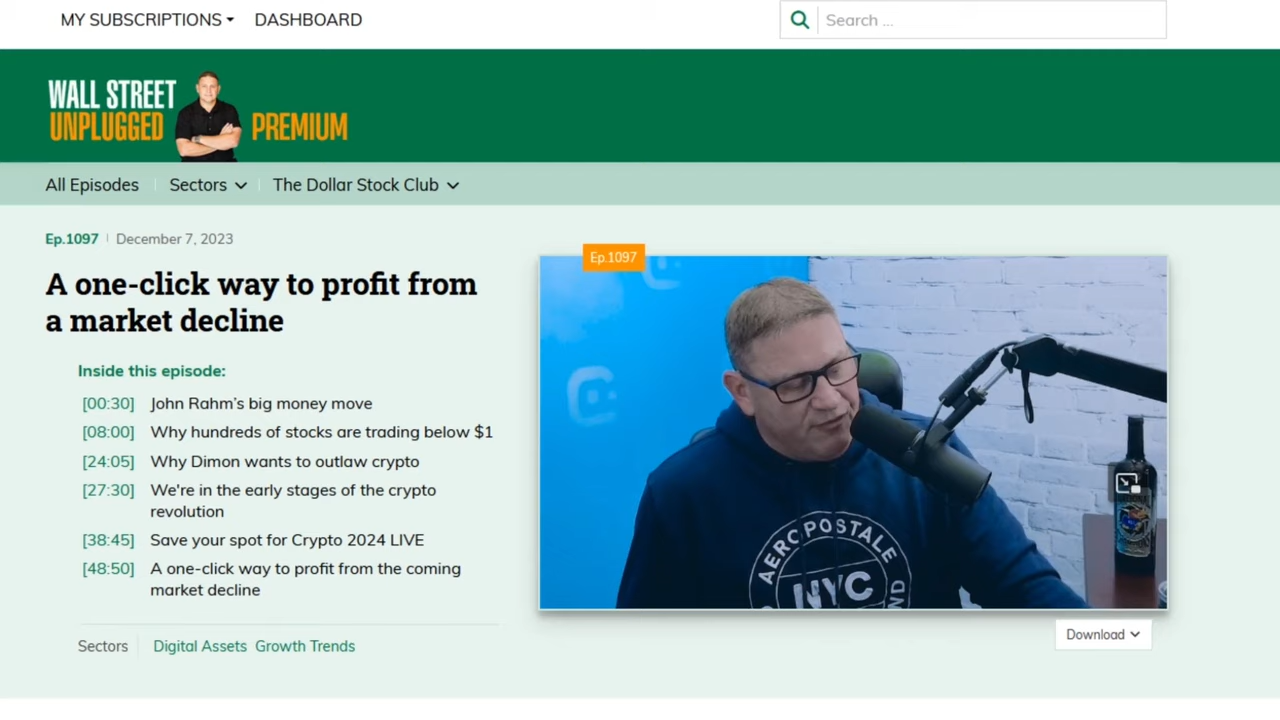 MY SUBSCRIPTIONS
DASHBOARD
Search ...
WALL STREET
UNPLUGGED
PREMIUM
All Episodes
Sectors
The Dollar Stock Club
Ep.1097
December 7, 2023
A one-click way to profit from
a market decline
Inside this episode:
[00:30] John Rahm's big money move
[08:00] Why hundreds of stocks are trading below $1
[24:05] Why Dimon wants to outlaw crypto
[27:30] We're in the early stages of the crypto
revolution
[38:45] Save your spot for Crypto 2024 LIVE
[48:50] A one-click way to profit from the coming
market decline
Sectors
Digital Assets Growth Trends
Ep.1097
AEROPOSTALE
NYC
Download